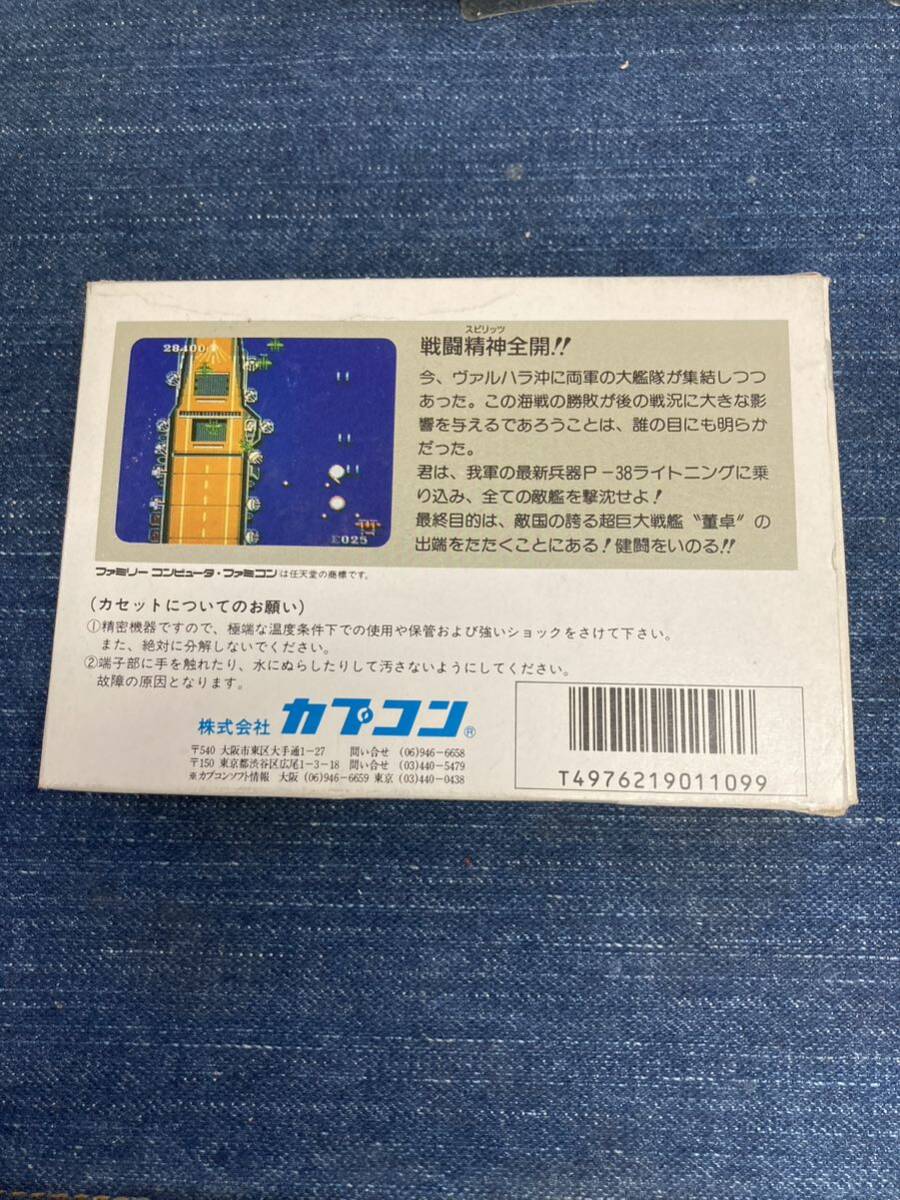 28400
E025
スピリッツ
戦闘精神全開!!
今、ヴァルハラ沖に両軍の大艦隊が集結しつつ
あった。この海戦の勝敗が後の戦況に大きな影
響を与えるであろうことは、誰の目にも明らか
だった。
君は、我軍の最新兵器P-38ライトニングに乗
り込み、全ての敵艦を撃沈せよ!
最終目的は、敵国の誇る超巨大戦艦〝董卓〟の
出端をたたくことにある!健闘をいのる!!
ファミリー コンピュータ・ファミコンは任天堂の商標です。
(カセットについてのお願い)
①精密機器ですので、極端な温度条件下での使用や保管および強いショックをさけて下さい。
また、絶対に分解しないでください。
②端子部に手を触れたり、水にぬらしたりして汚さないようにしてください。
故障の原因となります。
株式会社 カプコン®
〒540 大阪市東区大手通1-27 問い合せ (06)946-6658
〒150 東京都渋谷区広尾1-3-18 問い合せ (03)440-5479
※カプコンソフト情報 大阪 (06)946-6659 東京 (03)440-0438
T4976219011099